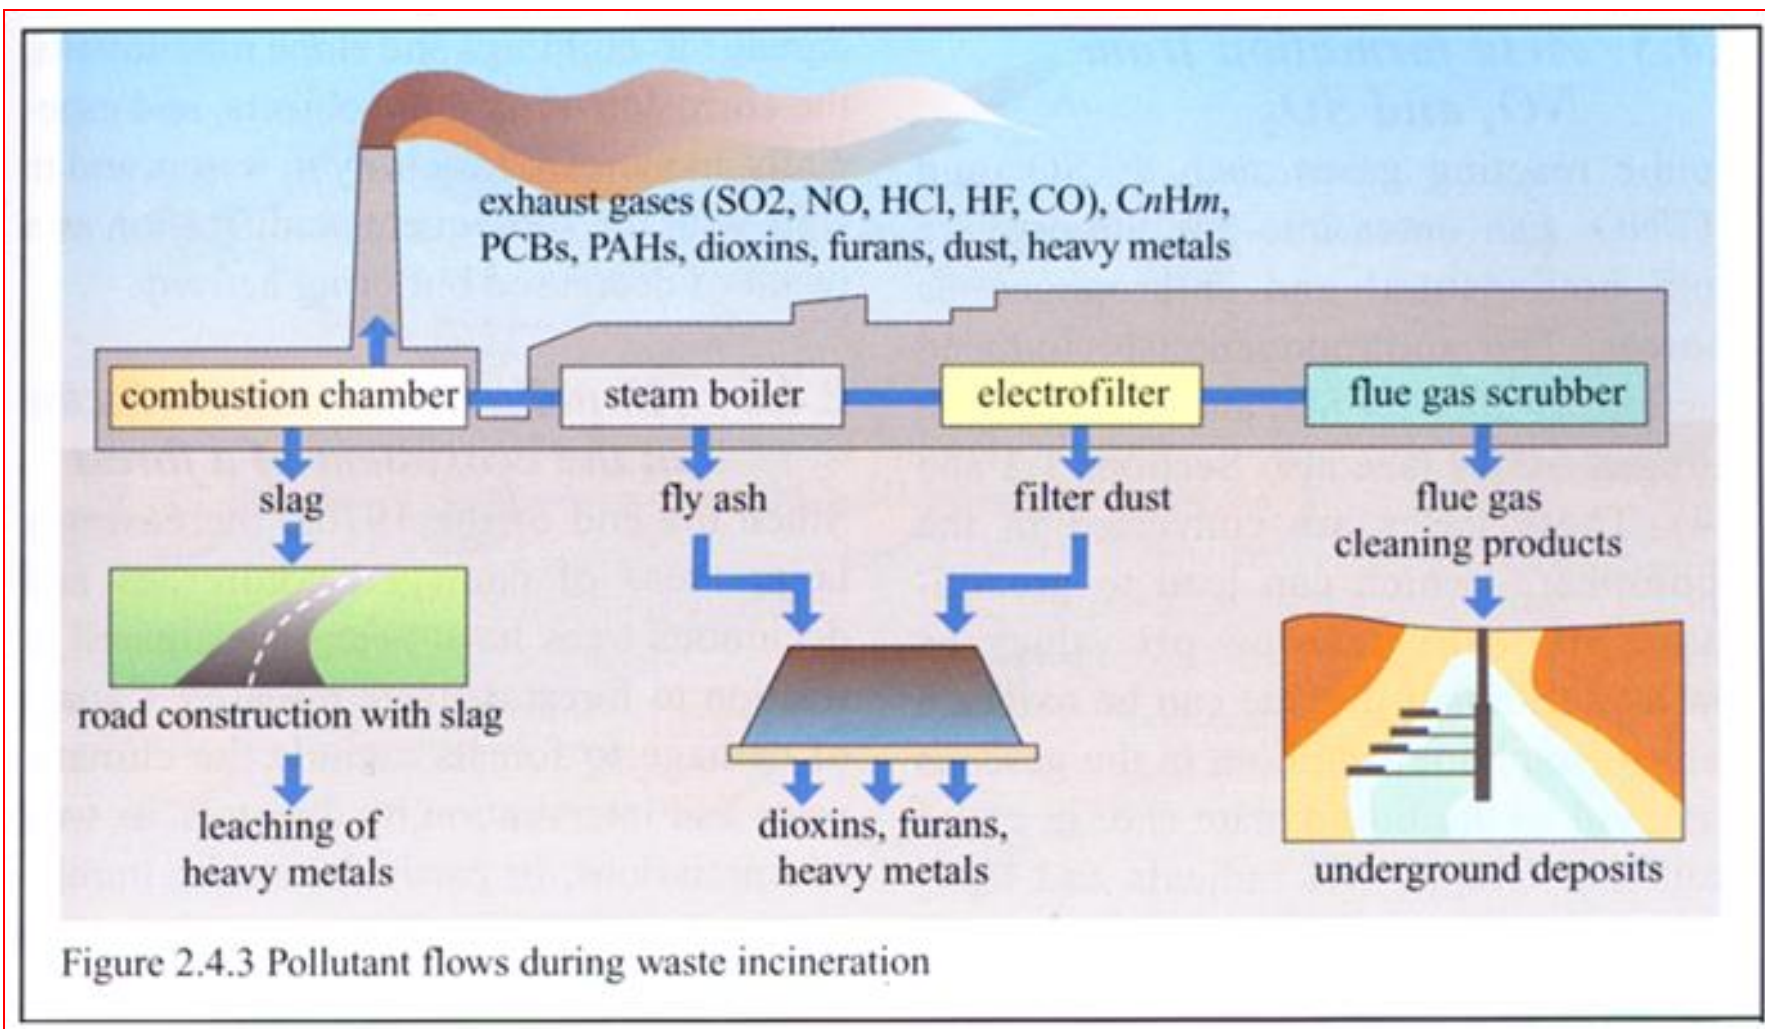 exhaust gases (SO2, NO, HCl, HF, CO), CnHm,
PCBs, PAHs, dioxins, furans, dust, heavy metals
combustion chamber
steam boiler
electrofilter
flue gas scrubber
slag
fly ash
filter dust
flue gas
cleaning products
road construction with slag
leaching of
heavy metals
dioxins, furans,
heavy metals
underground deposits
Figure 2.4.3 Pollutant flows during waste incineration